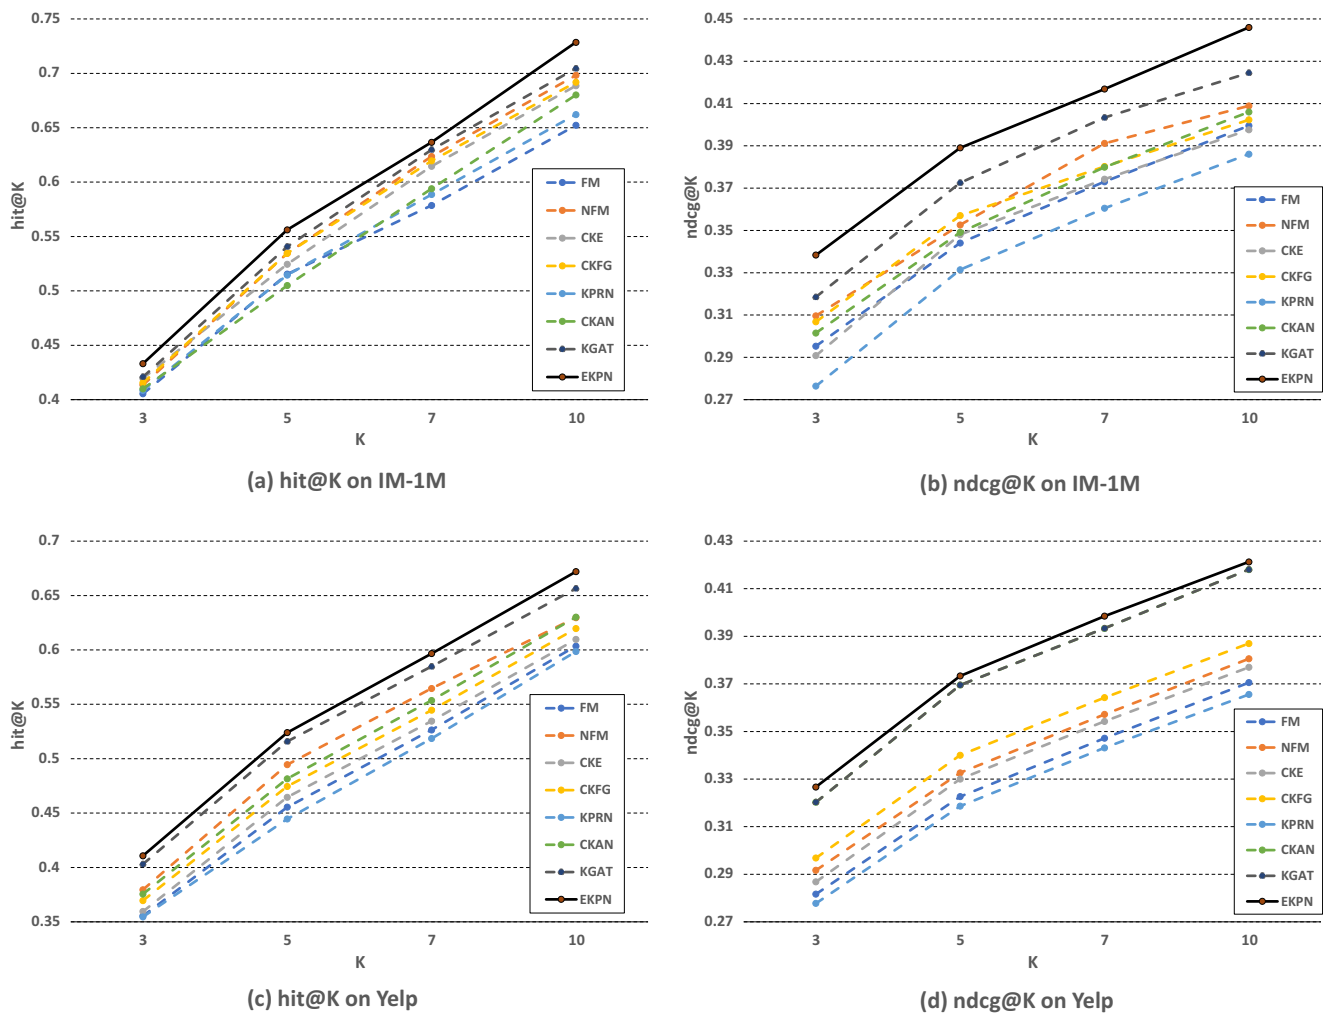 0.75
0.7
0.65
0.6
0.55
0.5
0.45
0.4
hit@K
3 5 7 10
K
FM
NFM
CKE
CKFG
KPRN
CKAN
KGAT
EKPN
(a) hit@K on IM-1M
0.45
0.43
0.41
0.39
0.37
0.35
0.33
0.31
0.29
0.27
ndcg@K
3 5 7 10
K
FM
NFM
CKE
CKFG
KPRN
CKAN
KGAT
EKPN
(b) ndcg@K on IM-1M
0.7
0.65
0.6
0.55
0.5
0.45
0.4
0.35
hit@K
3 5 7 10
K
FM
NFM
CKE
CKFG
KPRN
CKAN
KGAT
EKPN
(c) hit@K on Yelp
0.43
0.41
0.39
0.37
0.35
0.33
0.31
0.29
0.27
ndcg@K
3 5 7 10
K
FM
NFM
CKE
CKFG
KPRN
CKAN
KGAT
EKPN
(d) ndcg@K on Yelp